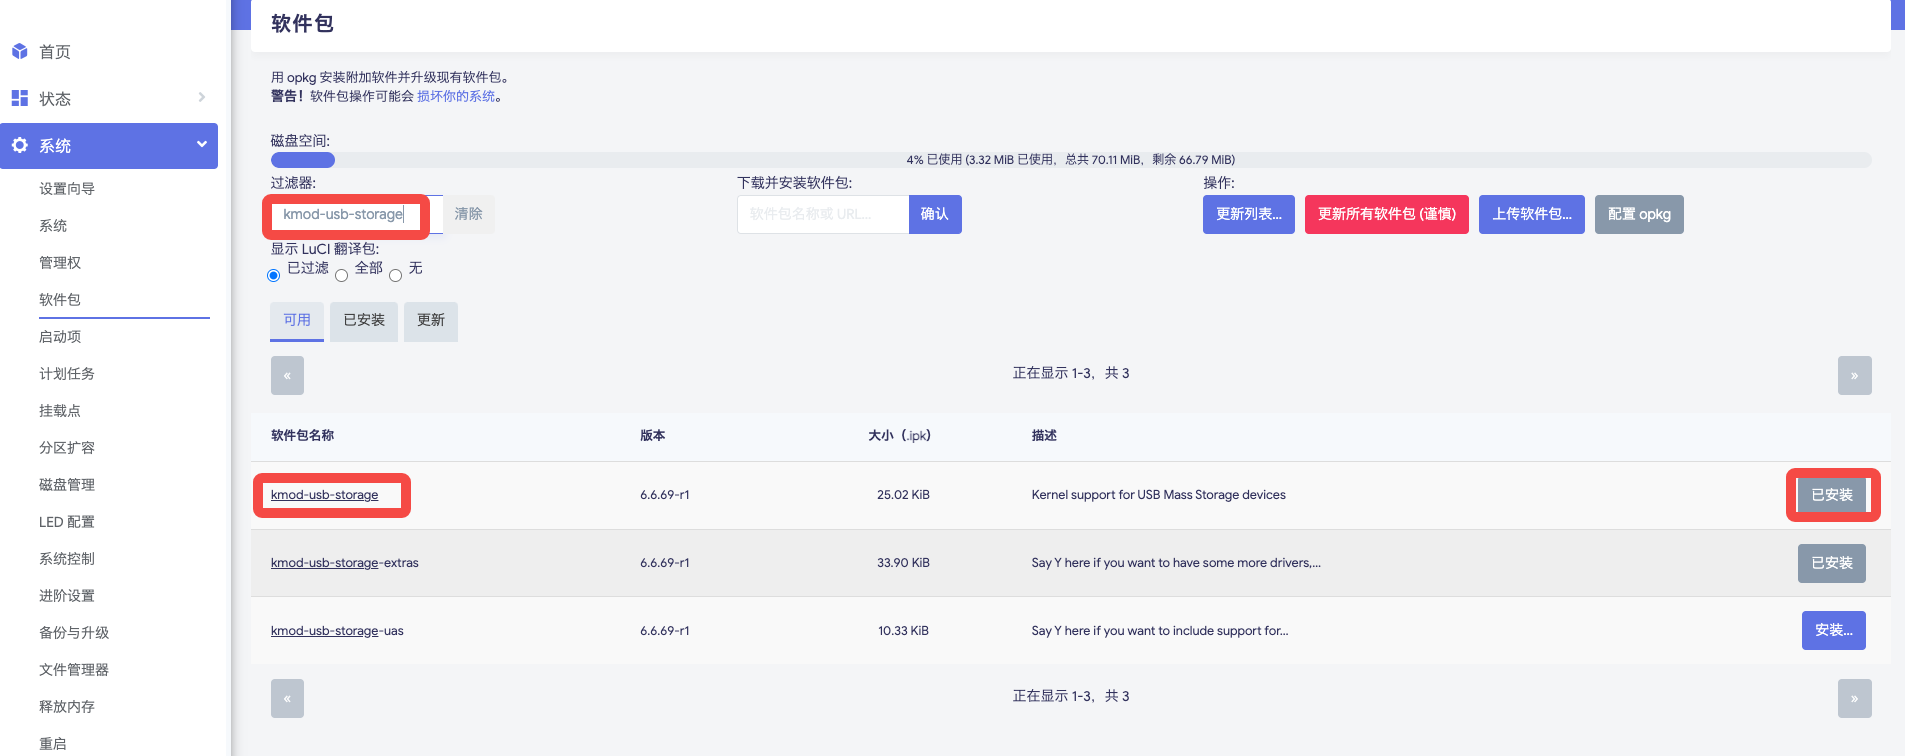 首页
状态
系统
设置向导
系统
管理权
软件包
启动项
计划任务
挂载点
分区扩容
磁盘管理
LED 配置
系统控制
进阶设置
备份与升级
文件管理器
释放内存
重启
软件包
用 opkg 安装附加软件并升级现有软件包。
警告！软件包操作可能会 损坏你的系统。
磁盘空间:
4% 已使用 (3.32 MiB 已使用，总共 70.11 MiB，剩余 66.79 MiB)
过滤器:
kmod-usb-storage 清除
下载并安装软件包:
软件包名称或 URL... 确认
操作:
更新列表... 更新所有软件包 (谨慎) 上传软件包... 配置 opkg
显示 LuCI 翻译包:
已过滤 全部 无
可用 已安装 更新
« 正在显示 1-3，共 3 »
软件包名称 版本 大小（.ipk） 描述
kmod-usb-storage 6.6.69-r1 25.02 KiB Kernel support for USB Mass Storage devices 已安装
kmod-usb-storage-extras 6.6.69-r1 33.90 KiB Say Y here if you want to have some more drivers,... 已安装
kmod-usb-storage-uas 6.6.69-r1 10.33 KiB Say Y here if you want to include support for... 安装...
« 正在显示 1-3，共 3 »